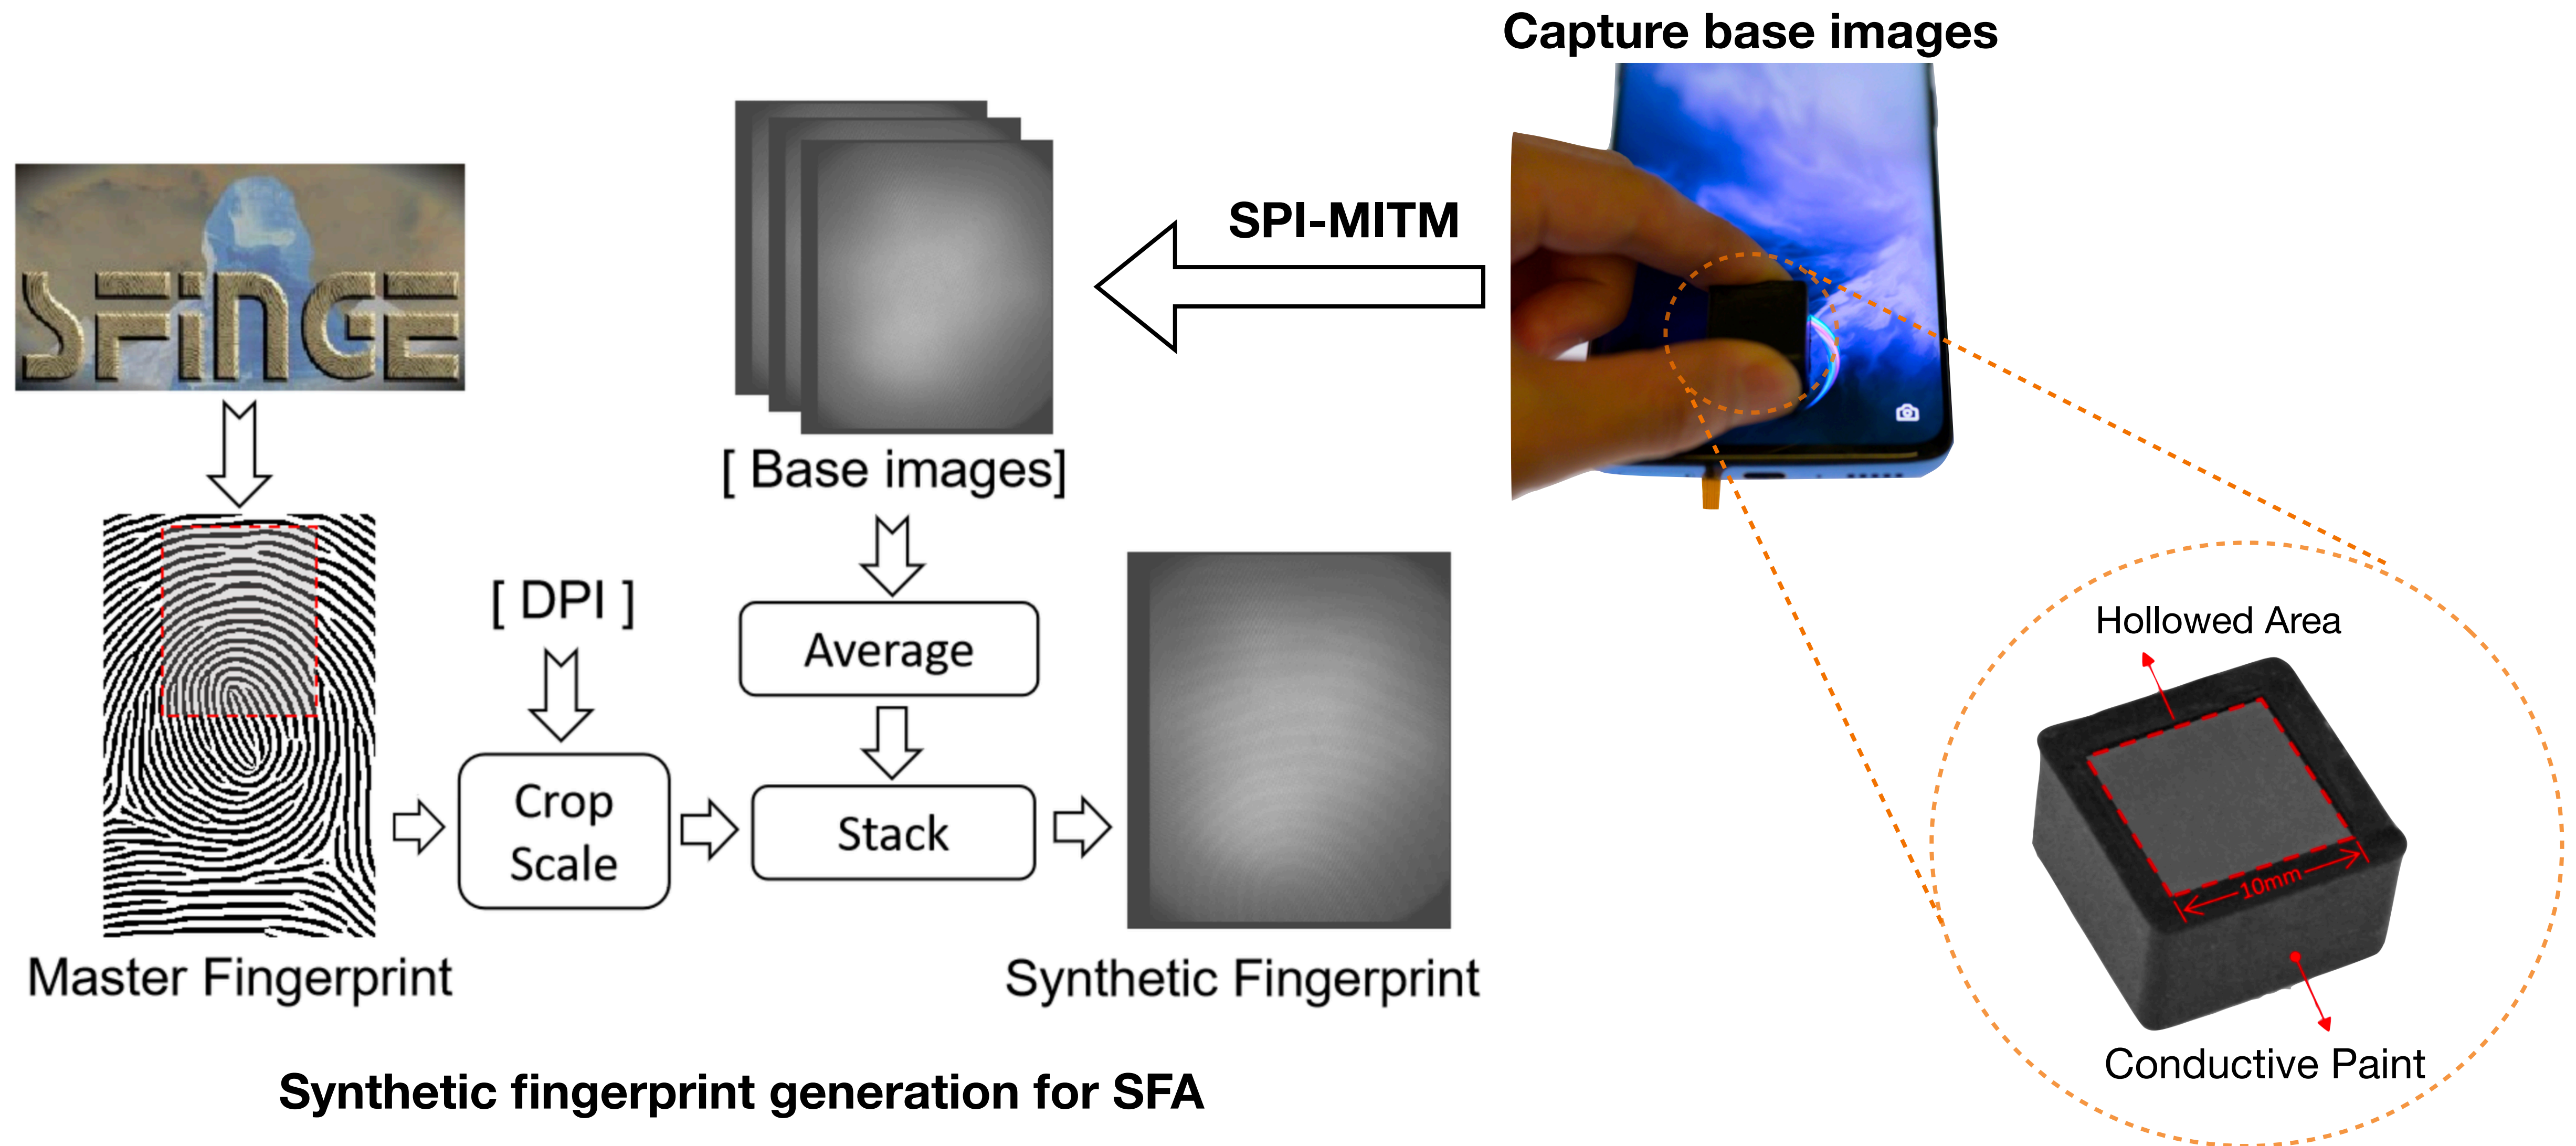 Capture base images
SFINGE
SPI-MITM
[ Base images]
[ DPI ]
Average
Hollowed Area
Crop
Scale
Stack
10mm
Master Fingerprint
Synthetic Fingerprint
Conductive Paint
Synthetic fingerprint generation for SFA